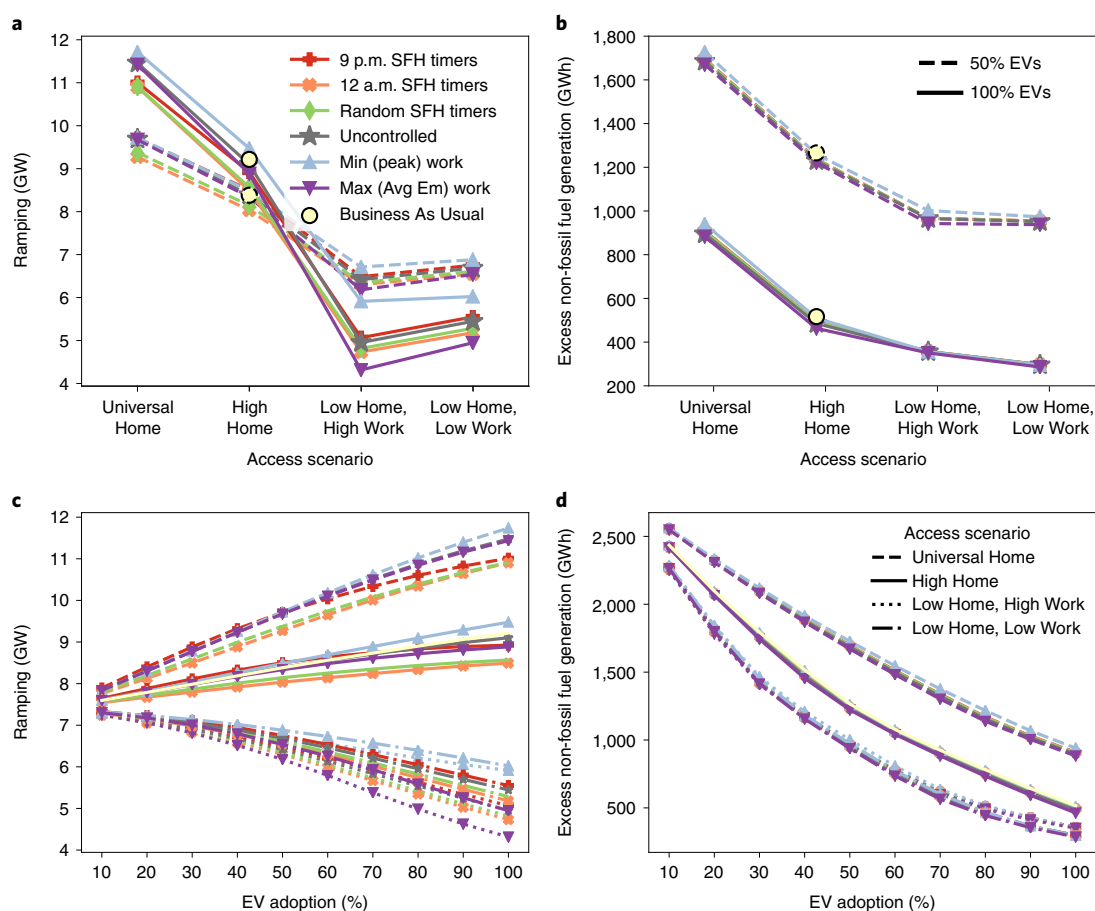 a
Ramping (GW)
12
11
10
9
8
7
6
5
4
9 p.m. SFH timers
12 a.m. SFH timers
Random SFH timers
Uncontrolled
Min (peak) work
Max (Avg Em) work
Business As Usual
Universal
Home
High
Home
Low Home,
High Work
Low Home,
Low Work
Access scenario
b
Excess non-fossil fuel generation (GWh)
1,800
1,600
1,400
1,200
1,000
800
600
400
200
50% EVs
100% EVs
Universal
Home
High
Home
Low Home,
High Work
Low Home,
Low Work
Access scenario
c
Ramping (GW)
12
11
10
9
8
7
6
5
4
10 20 30 40 50 60 70 80 90 100
EV adoption (%)
d
Excess non-fossil fuel generation (GWh)
2,500
2,000
1,500
1,000
500
Access scenario
Universal Home
High Home
Low Home, High Work
Low Home, Low Work
10 20 30 40 50 60 70 80 90 100
EV adoption (%)